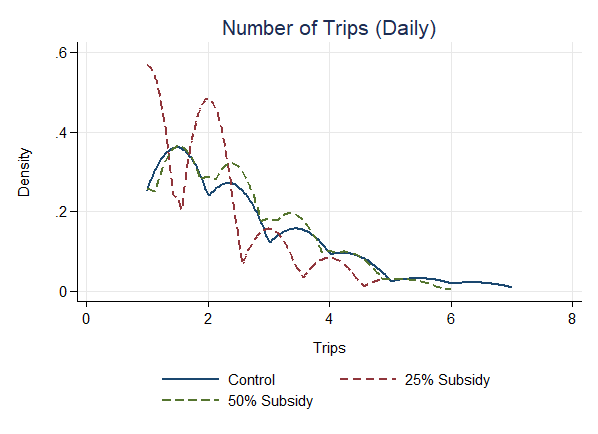 Number of Trips (Daily)
.6
.4
.2
0
Density
0 2 4 6 8
Trips
Control 25% Subsidy
50% Subsidy